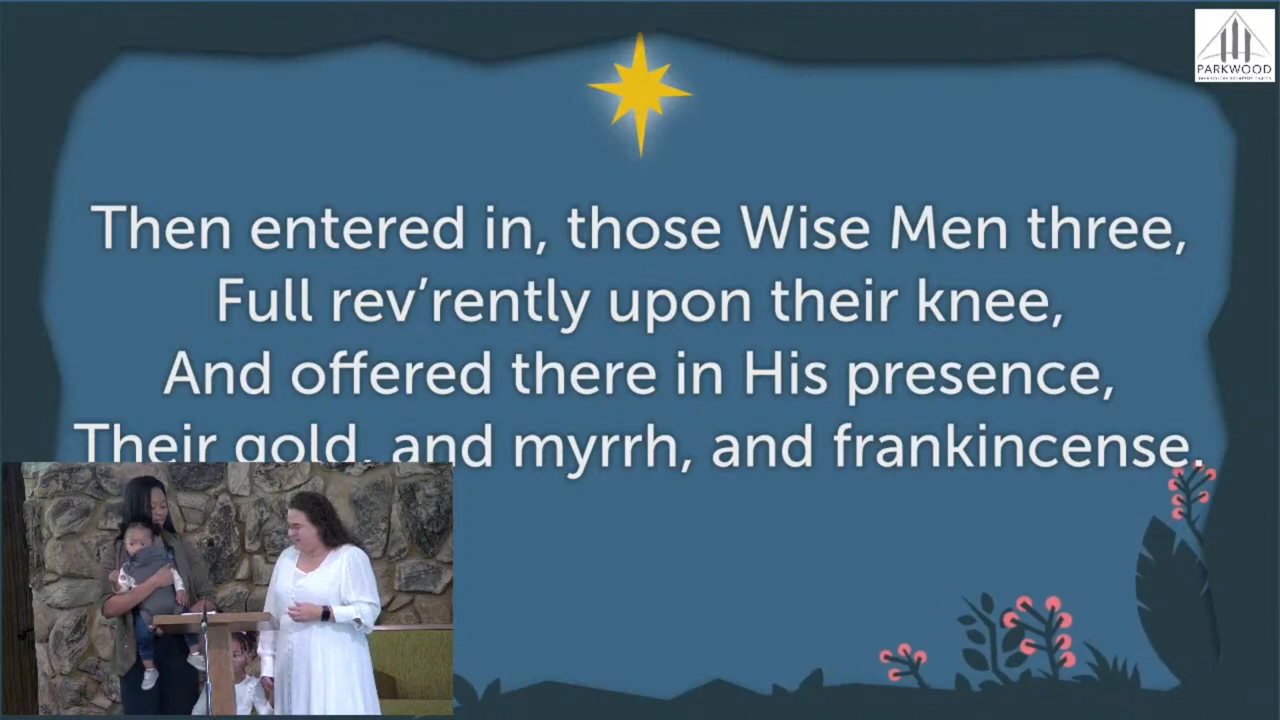 PARKWOOD
Then entered in, those Wise Men three,
Full rev’rently upon their knee,
And offered there in His presence,
Their gold, and myrrh, and frankincense.